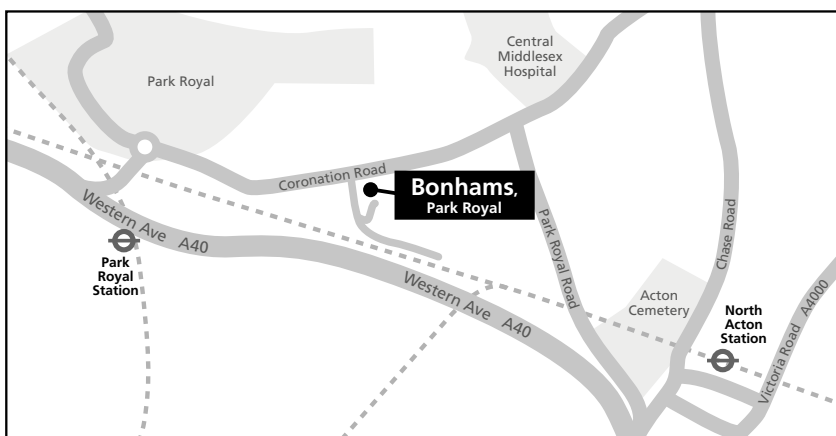 Central
Middlesex
Hospital
Park Royal
Coronation Road
Bonhams,
Park Royal
Western Ave A40
Park
Royal
Station
Western Ave A40
Park Royal Road
Chase Road
Acton
Cemetery
North
Acton
Station
Victoria Road A4000